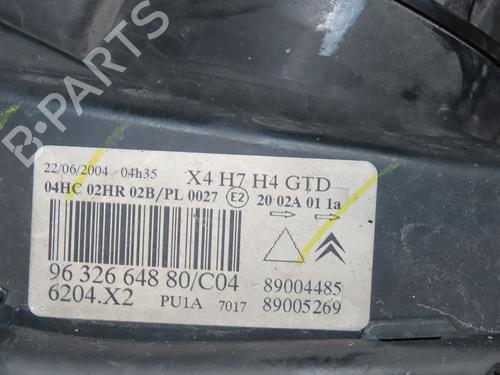 B-PARTS
22/06/2004 04h35 X4 H7 H4 GTD
04HC 02HR 02B/PL 0027 E2 20 02A 01 1a
96 326 648 80/C04 89004485
6204.X2 PU1A 7017 89005269